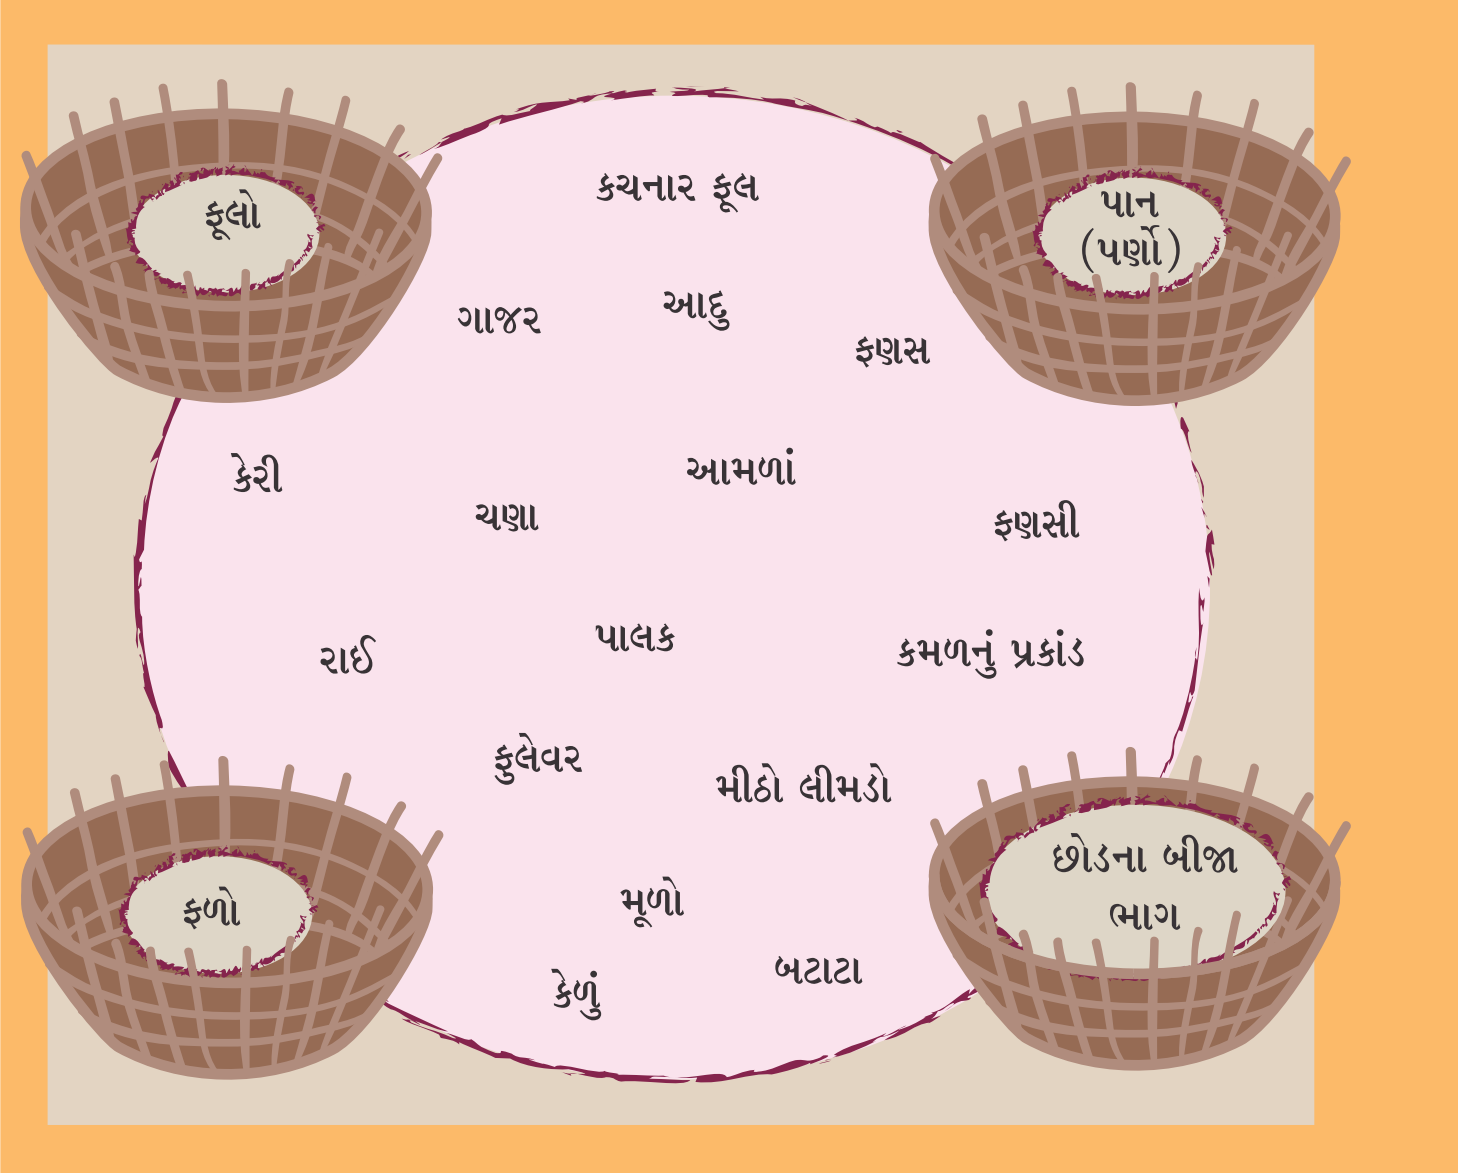 ફૂલો
પાન
(પર્ણો)
કચનાર ફૂલ
ગાજર
આદુ
ફણસ
કેરી
ચણા
આમળાં
ફણસી
રાઈ
પાલક
કમળનું પ્રકાંડ
ફુલેવર
મીઠો લીમડો
મૂળો
કેળું
બટાટા
ફળો
છોડના બીજા
ભાગ